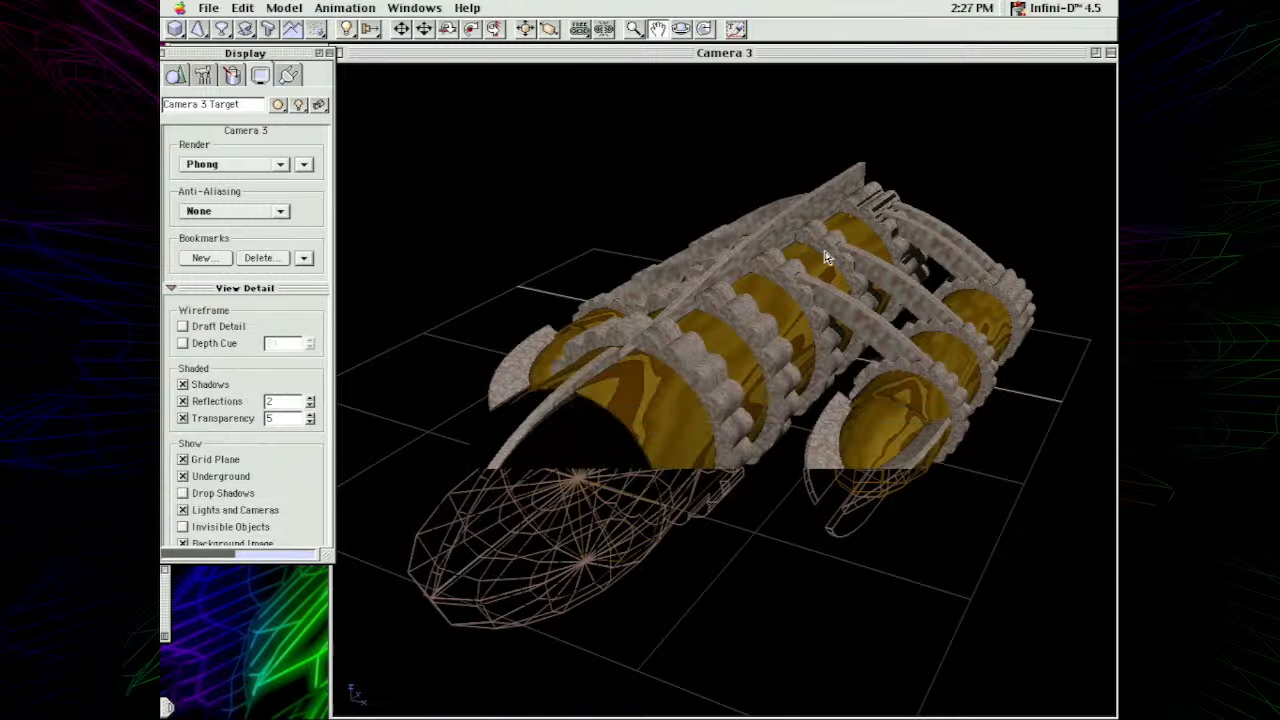 File Edit Model Animation Windows Help 2:27 PM Infini-D™ 4.5
Display
Camera 3
Camera 3 Target
Camera 3
Render
Phong
Anti-Aliasing
None
Bookmarks
New... Delete...
View Detail
Wireframe
Draft Detail
Depth Cue
Shaded
Shadows
Reflections 2
Transparency 5
Show
Grid Plane
Underground
Drop Shadows
Lights and Cameras
Invisible Objects
Background Image